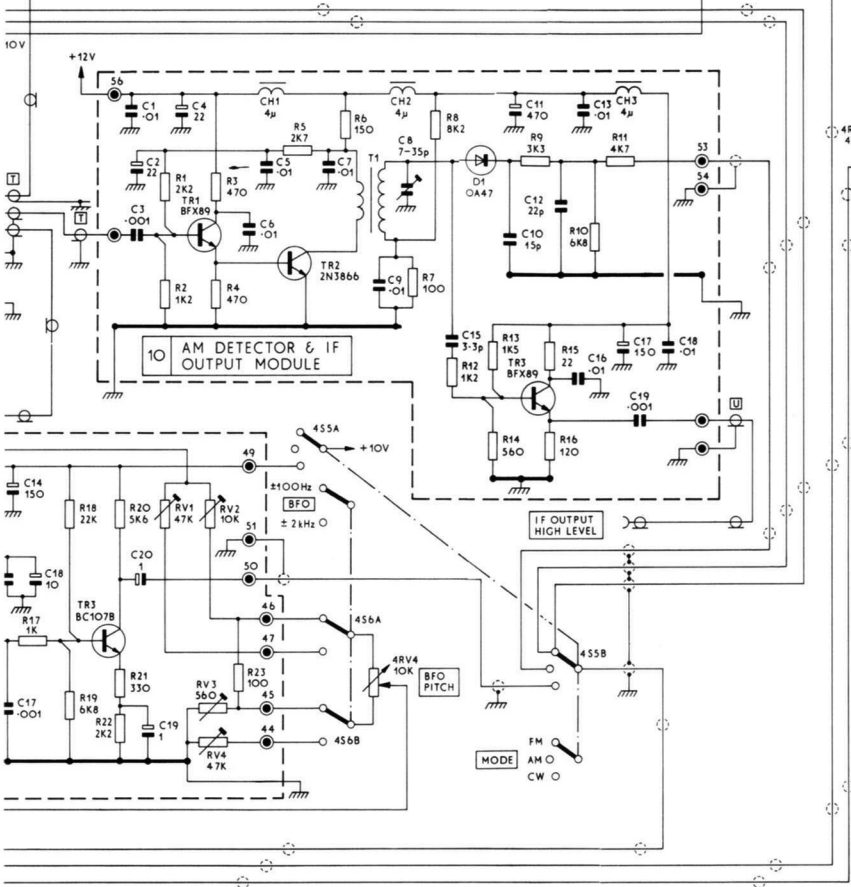 10V
+12V
56
C1
·01
C4
22
CH1
4μ
R6
150
CH2
4μ
R8
8K2
C11
470
C13
·01
CH3
4μ
4R
R5
2K7
C8
7-35p
R9
3K3
R11
4K7
53
C2
22
R1
2K2
R3
470
C5
·01
C7
·01
T1
D1
OA47
54
T
TR1
BFX89
T
C3
·001
C6
·01
C12
22p
R10
6K8
C10
15p
TR2
2N3866
R2
1K2
R4
470
C9
·01
R7
100
10
AM DETECTOR & IF
OUTPUT MODULE
C15
3·3p
R13
1K5
R15
22
C17
150
C18
·01
R12
1K2
TR3
BFX89
C16
·01
C19
·001
U
R14
560
R16
120
4S5A
+10V
49
C14
150
R18
22K
R20
5K6
RV1
47K
RV2
10K
±100Hz
BFO
± 2kHz
51
IF OUTPUT
HIGH LEVEL
C20
1
50
C18
10
TR3
BC107B
46
4S6A
R17
1K
47
4S5B
R21
330
R23
100
4RV4
10K
BFO
PITCH
RV3
560
45
C17
·001
R19
6K8
R22
2K2
C19
1
44
4S6B
RV4
47K
FM
MODE
AM
CW